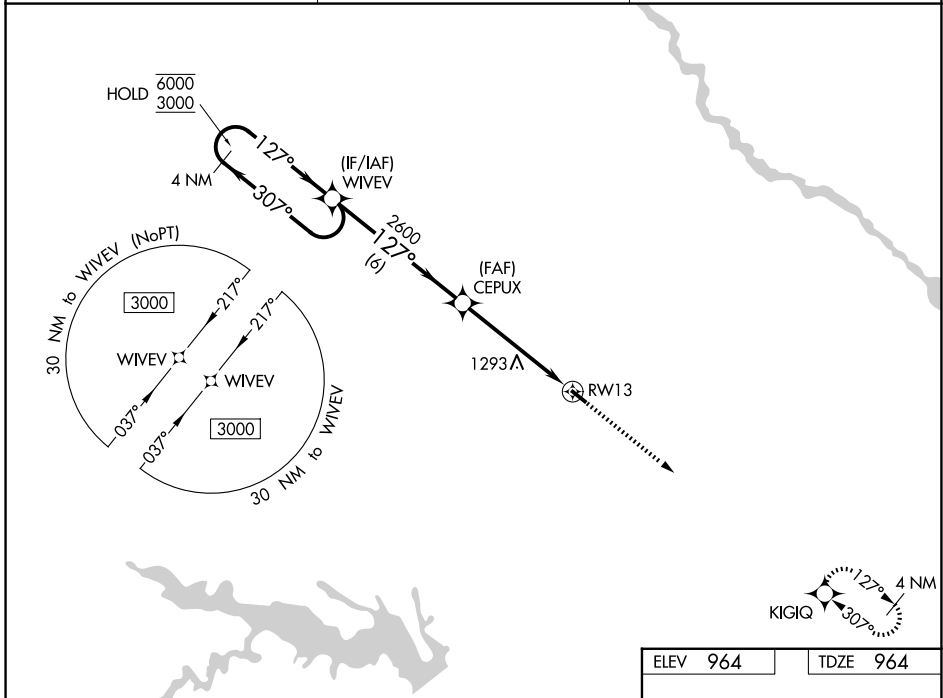 HOLD 6000
3000
127°
4 NM
307°
(IF/IAF)
WIVEV
2600
127°
(6)
(FAF)
CEPUX
1293
RW13
30 NM to WIVEV (NoPT)
3000
217°
217°
WIVEV
WIVEV
037°
037°
3000
30 NM to WIVEV
127°
4 NM
KIGIQ
307°
ELEV 964
TDZE 964